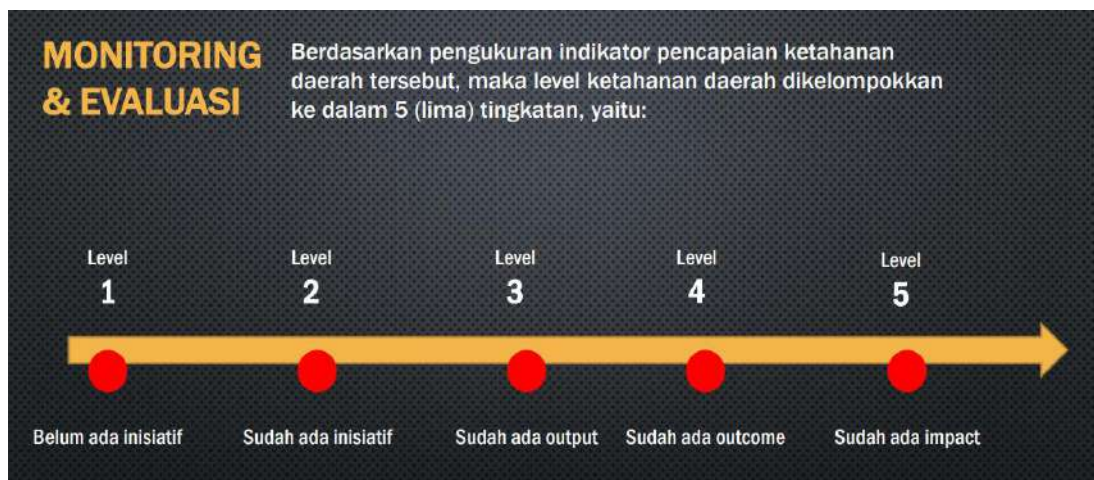 MONITORING
& EVALUASI
Berdasarkan pengukuran indikator pencapaian ketahanan
daerah tersebut, maka level ketahanan daerah dikelompokkan
ke dalam 5 (lima) tingkatan, yaitu:
Level
1
Level
2
Level
3
Level
4
Level
5
Belum ada inisiatif
Sudah ada inisiatif
Sudah ada output
Sudah ada outcome
Sudah ada impact